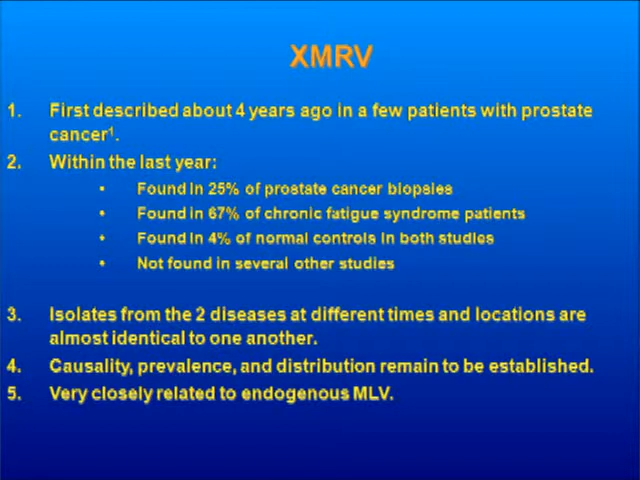 XMRV
1. First described about 4 years ago in a few patients with prostate
cancer¹.
2. Within the last year:
• Found in 25% of prostate cancer biopsies
• Found in 67% of chronic fatigue syndrome patients
• Found in 4% of normal controls in both studies
• Not found in several other studies
3. Isolates from the 2 diseases at different times and locations are
almost identical to one another.
4. Causality, prevalence, and distribution remain to be established.
5. Very closely related to endogenous MLV.